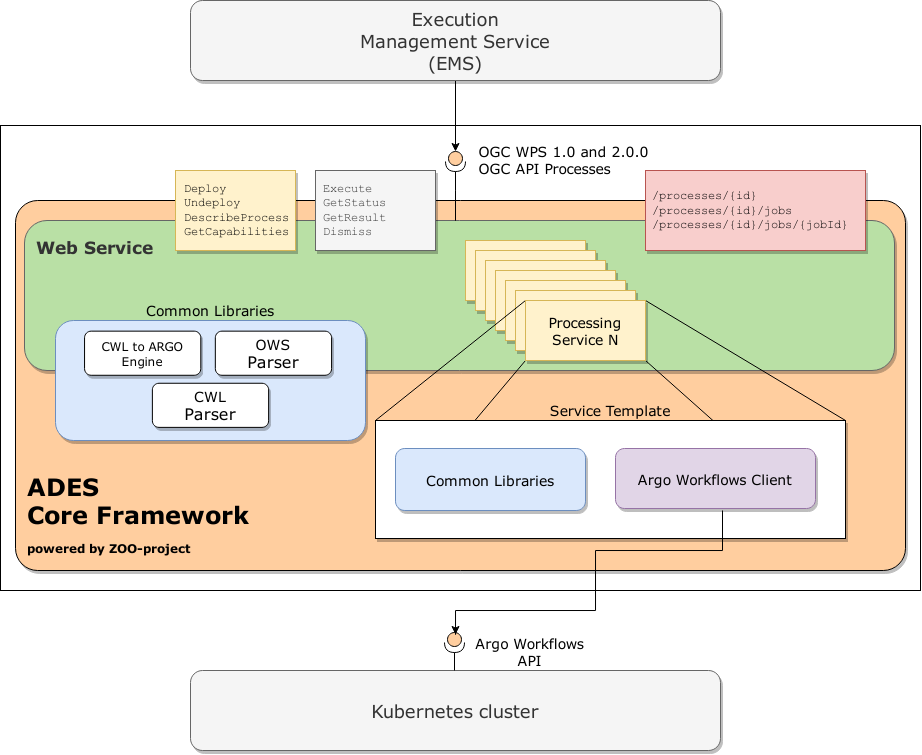 Execution
Management Service
(EMS)
OGC WPS 1.0 and 2.0.0
OGC API Processes
Deploy
Undeploy
DescribeProcess
GetCapabilities
Execute
GetStatus
GetResult
Dismiss
/processes/{id}
/processes/{id}/jobs
/processes/{id}/jobs/{jobId}
Web Service
Common Libraries
CWL to ARGO
Engine
OWS
Parser
CWL
Parser
Processing
Service N
Service Template
Common Libraries
Argo Workflows Client
ADES
Core Framework
powered by ZOO-project
Argo Workflows
API
Kubernetes cluster